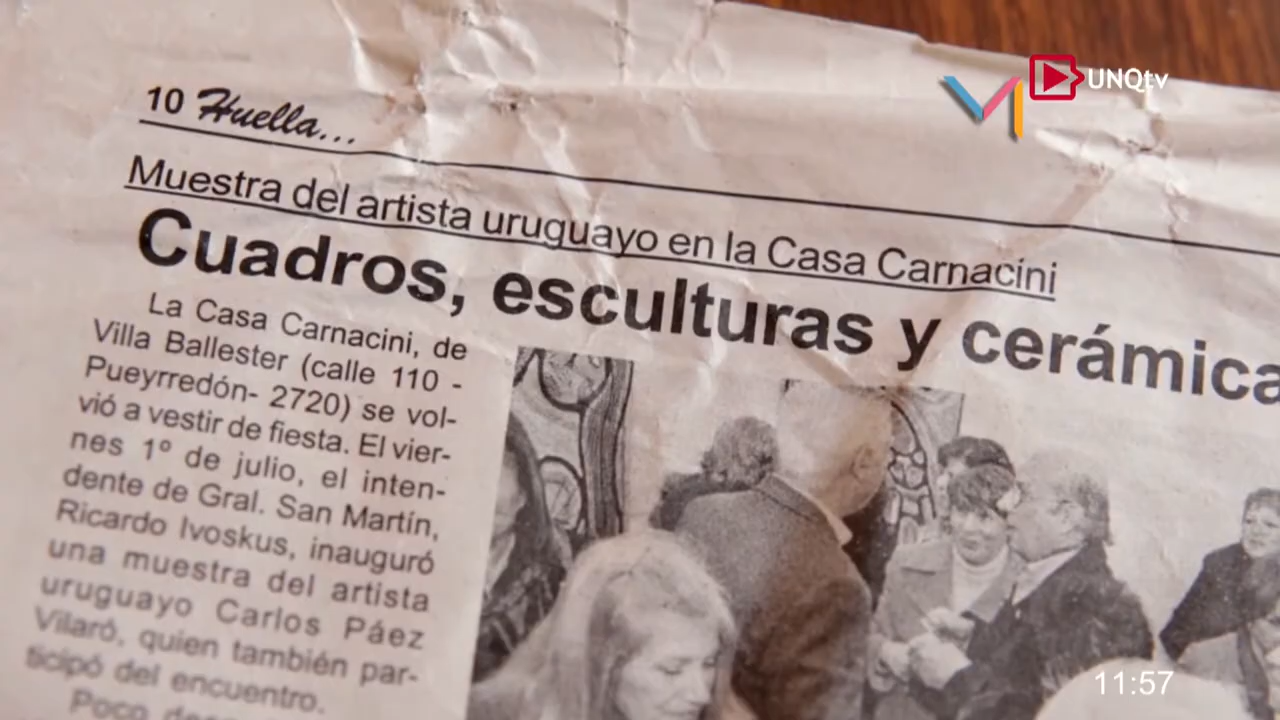 UNQtv
10 Huella...
Muestra del artista uruguayo en la Casa Carnacini
Cuadros, esculturas y cerámica
La Casa Carnacini, de
Villa Ballester (calle 110 -
Pueyrredón- 2720) se vol-
vió a vestir de fiesta. El vier-
nes 1º de julio, el inten-
dente de Gral. San Martín,
Ricardo Ivoskus, inauguró
una muestra del artista
uruguayo Carlos Páez
Vilaró, quien también par-
ticipó del encuentro.
Poco
11:57